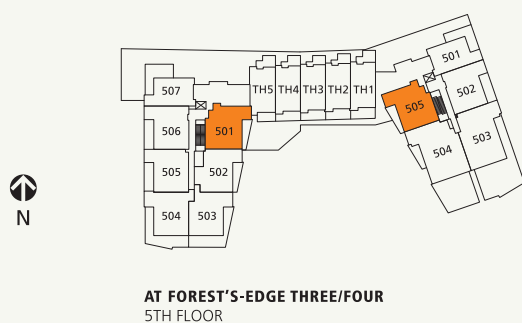 507
506
501
505
502
504
503
TH5
TH4
TH3
TH2
TH1
501
502
505
503
504
N
AT FOREST'S-EDGE THREE/FOUR
5TH FLOOR